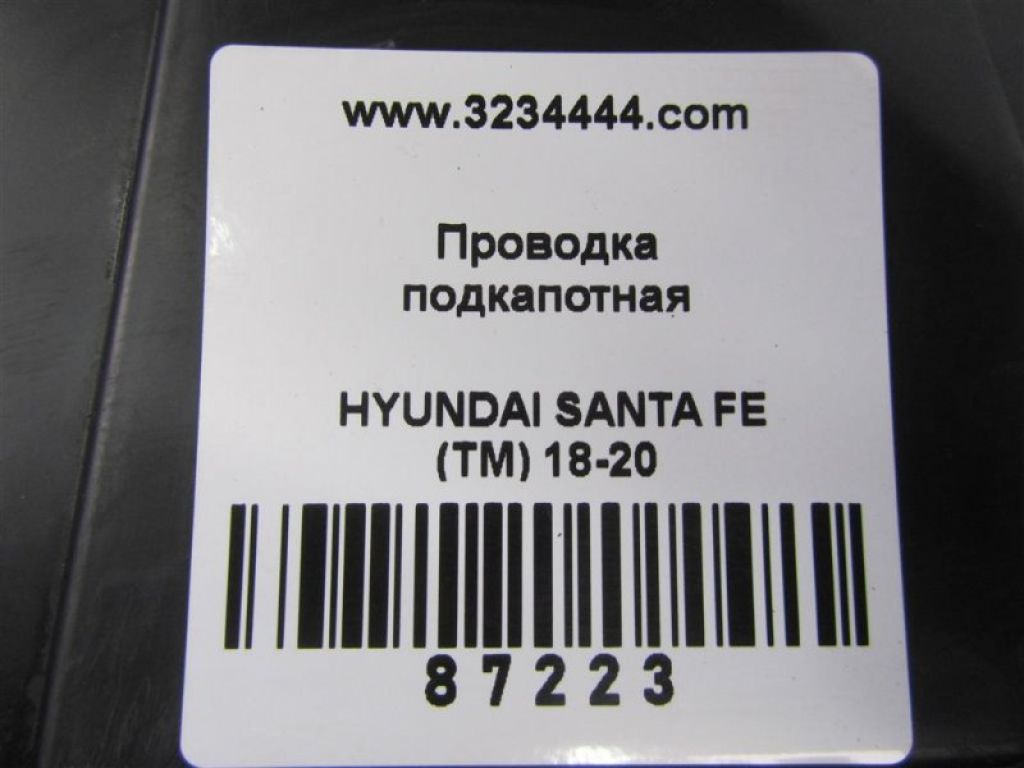 www.3234444.com
Проводка
подкапотная
HYUNDAI SANTA FE
(TM) 18-20
87223